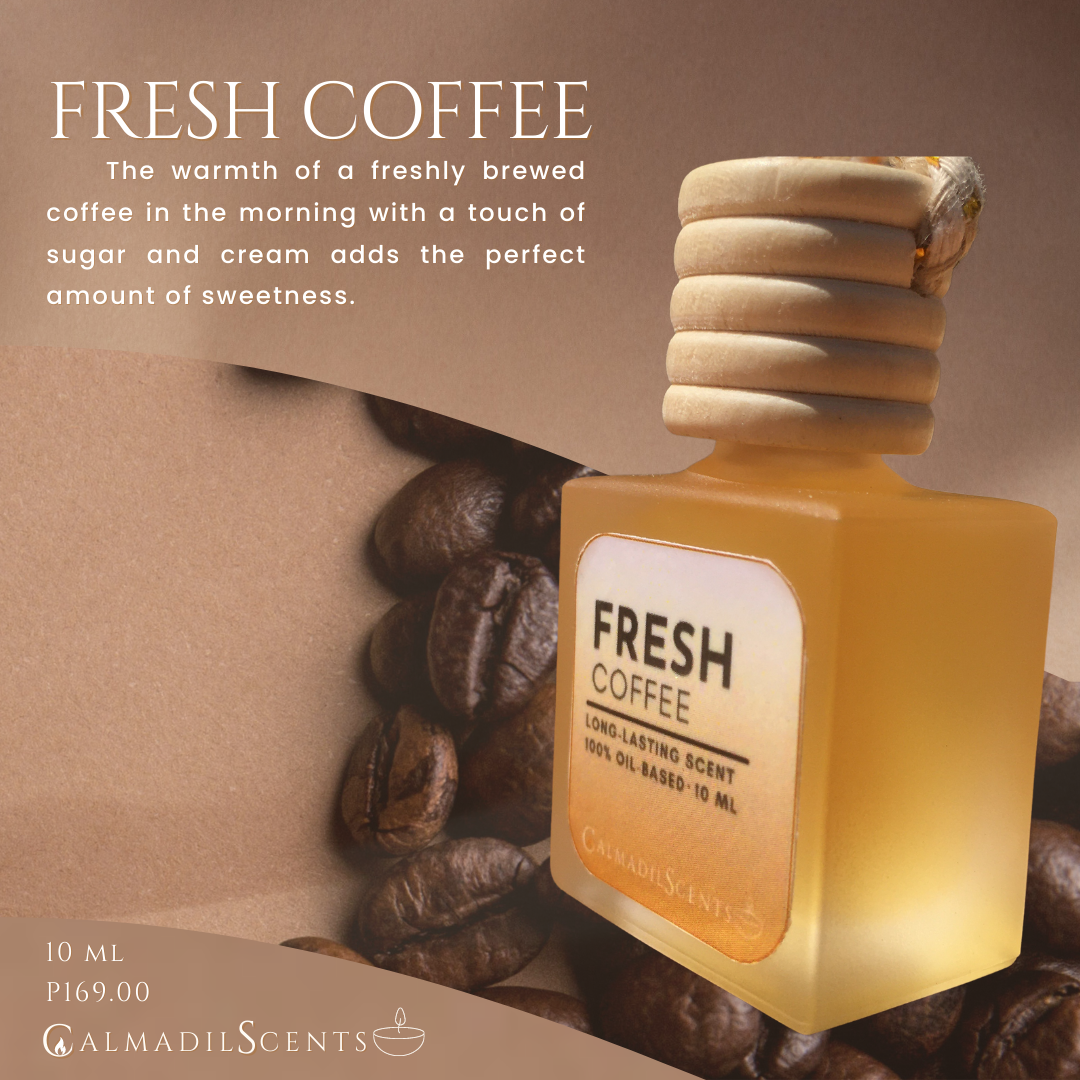 FRESH COFFEE
The warmth of a freshly brewed
coffee in the morning with a touch of
sugar and cream adds the perfect
amount of sweetness.
FRESH
COFFEE
LONG-LASTING SCENT
100% OIL-BASED· 10 ML
CALMADILSCENTS
10 ML
P169.00
CALMADILSCENTS